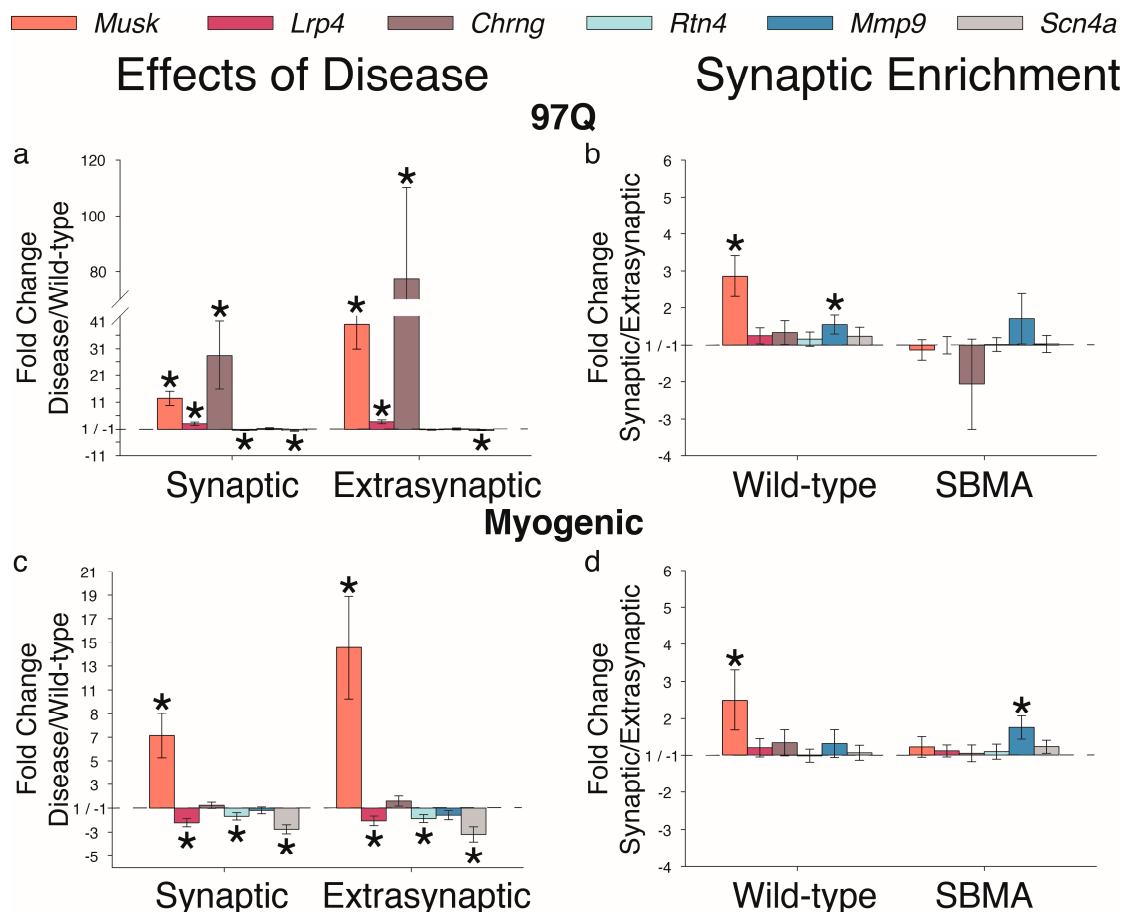 Musk Lrp4 Chrng Rtn4 Mmp9 Scn4a
Effects of Disease Synaptic Enrichment
97Q
a
Fold Change
Disease/Wild-type
120
100
80
41
31
21
11
1 / -1
-11
* * * * * * * * *
Synaptic Extrasynaptic
b
Fold Change
Synaptic/Extrasynaptic
6
5
4
3
2
1 / -1
-2
-3
-4
* *
Wild-type SBMA
Myogenic
c
Fold Change
Disease/Wild-type
21
19
17
15
13
11
8
7
5
3
1 / -1
-3
-5
* * * * * * * *
Synaptic Extrasynaptic
d
Fold Change
Synaptic/Extrasynaptic
6
5
4
3
2
1 / -1
-2
-3
-4
* *
Wild-type SBMA